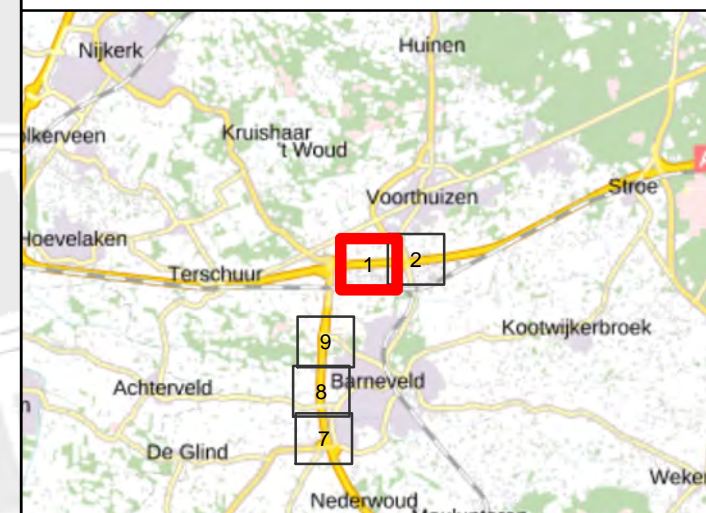 Nijkerk
Huinen
lkerveen
Kruishaar
't Woud
Voorthuizen
Stroe
Hoevelaken
Terschuur
1
2
Kootwijkerbroek
9
Achterveld
8
Barneveld
De Glind
7
Weker
Nederwoud